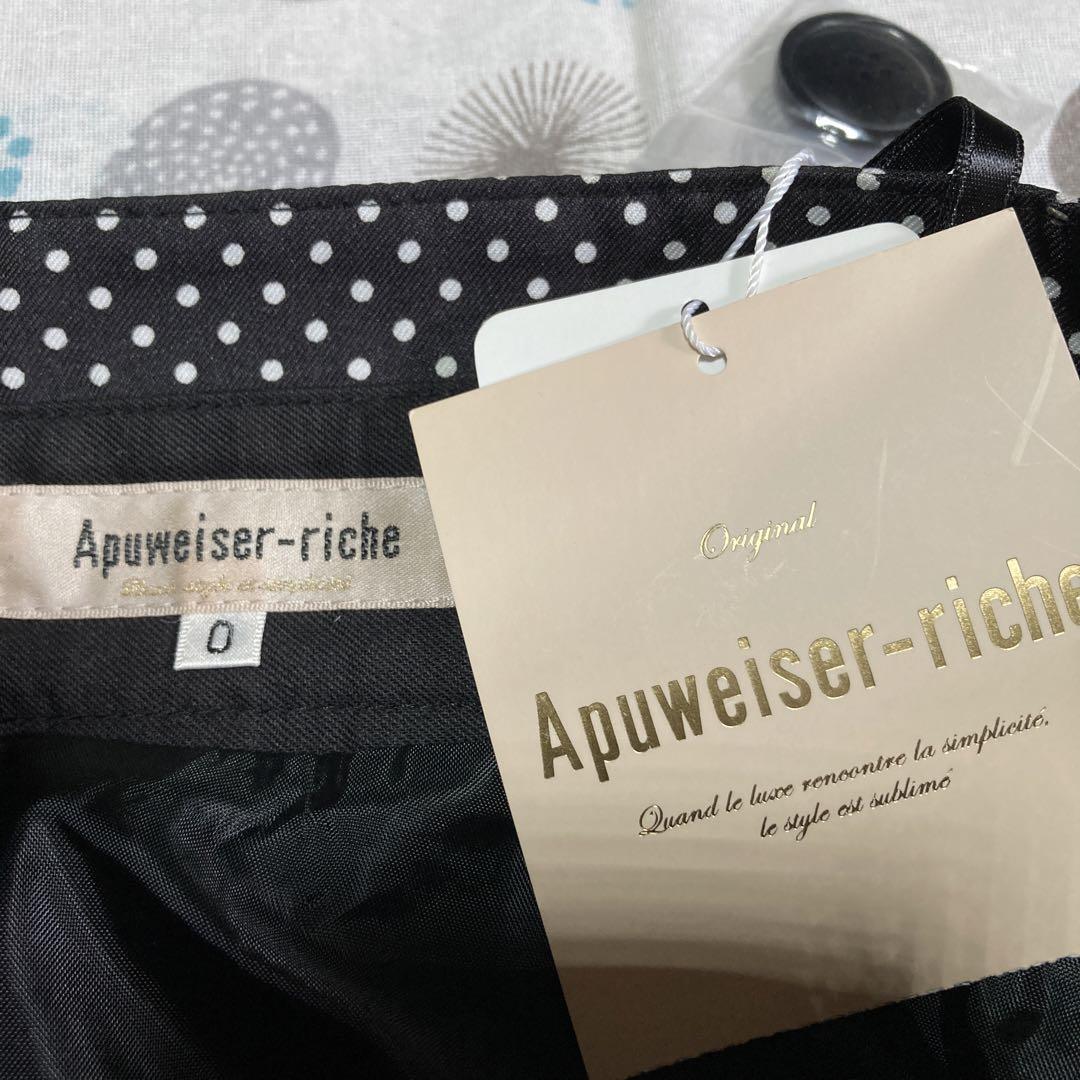 Apuweiser-riche
0
Original
Apuweiser-riche
Quand le luxe rencontre la simplicité,
le style est sublimé